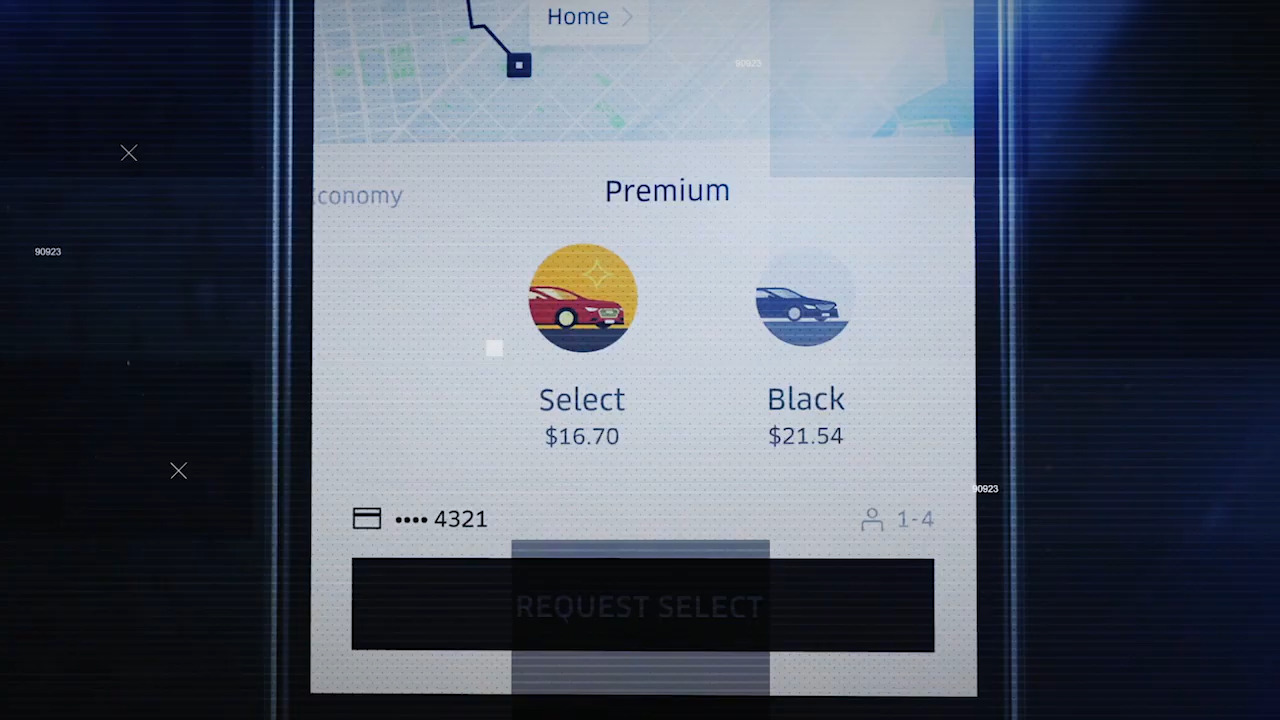 Home
90923
Premium
conomy
90923
Select
Black
$16.70
$21.54
90923
•••• 4321
1-4
REQUEST SELECT